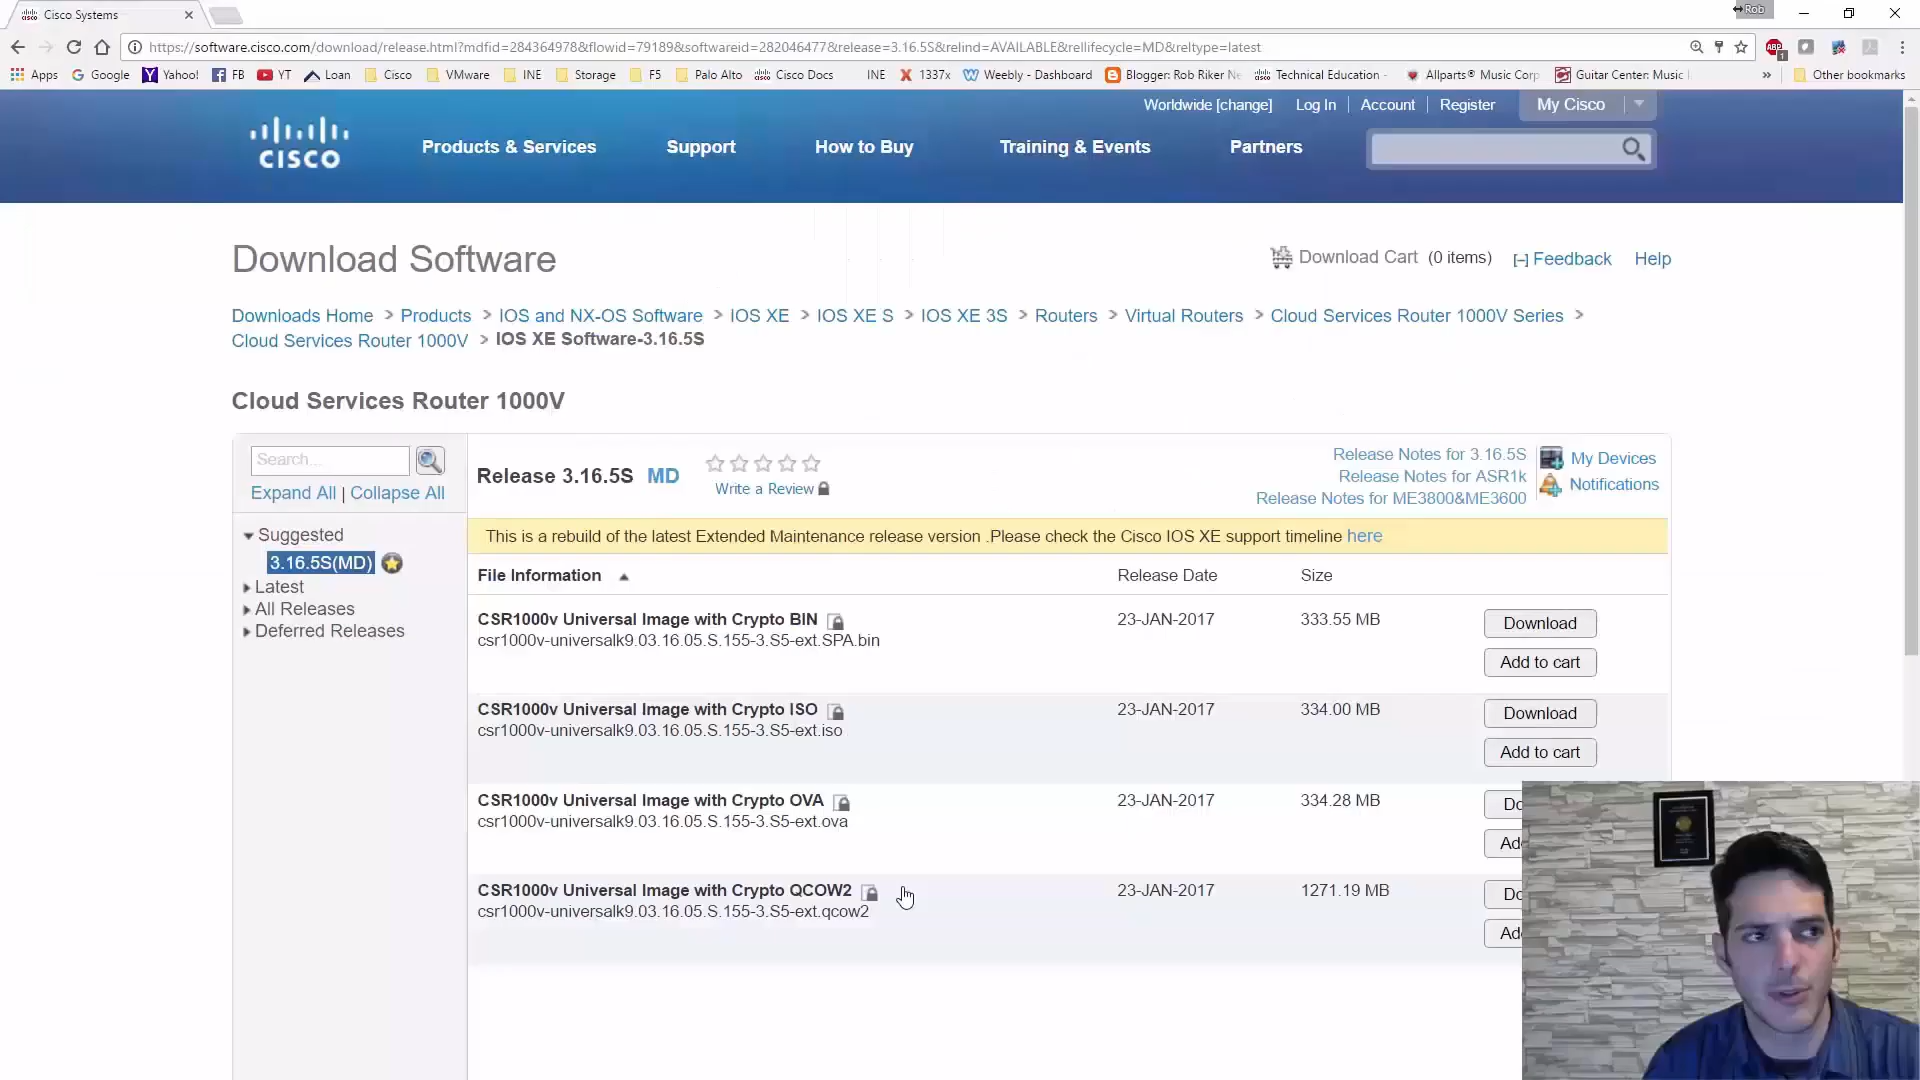 Cisco Systems
Rob
https://software.cisco.com/download/release.html?mdfid=284364978&flowid=79189&softwareid=282046477&release=3.16.5S&relind=AVAILABLE&rellifecycle=MD&reltype=latest
Apps Google Yahoo! FB YT Loan Cisco VMware INE Storage F5 Palo Alto Cisco Docs INE 1337x Weebly - Dashboard Blogger: Rob Riker Ne Technical Education - Allparts® Music Corp Guitar Center: Music » Other bookmarks
Worldwide [change] Log In Account Register My Cisco
CISCO
Products & Services Support How to Buy Training & Events Partners
Download Software
Download Cart (0 items) [–] Feedback Help
Downloads Home > Products > IOS and NX-OS Software > IOS XE > IOS XE S > IOS XE 3S > Routers > Virtual Routers > Cloud Services Router 1000V Series >
Cloud Services Router 1000V > IOS XE Software-3.16.5S
Cloud Services Router 1000V
Search...
Expand All | Collapse All
Suggested
3.16.5S(MD)
Latest
All Releases
Deferred Releases
Release 3.16.5S MD
Write a Review
Release Notes for 3.16.5S
Release Notes for ASR1k
Release Notes for ME3800&ME3600
My Devices
Notifications
This is a rebuild of the latest Extended Maintenance release version .Please check the Cisco IOS XE support timeline here
File Information Release Date Size
CSR1000v Universal Image with Crypto BIN 23-JAN-2017 333.55 MB Download
csr1000v-universalk9.03.16.05.S.155-3.S5-ext.SPA.bin
Add to cart
CSR1000v Universal Image with Crypto ISO 23-JAN-2017 334.00 MB Download
csr1000v-universalk9.03.16.05.S.155-3.S5-ext.iso
Add to cart
CSR1000v Universal Image with Crypto OVA 23-JAN-2017 334.28 MB Do
csr1000v-universalk9.03.16.05.S.155-3.S5-ext.ova
Ad
CSR1000v Universal Image with Crypto QCOW2 23-JAN-2017 1271.19 MB Do
csr1000v-universalk9.03.16.05.S.155-3.S5-ext.qcow2
Ad